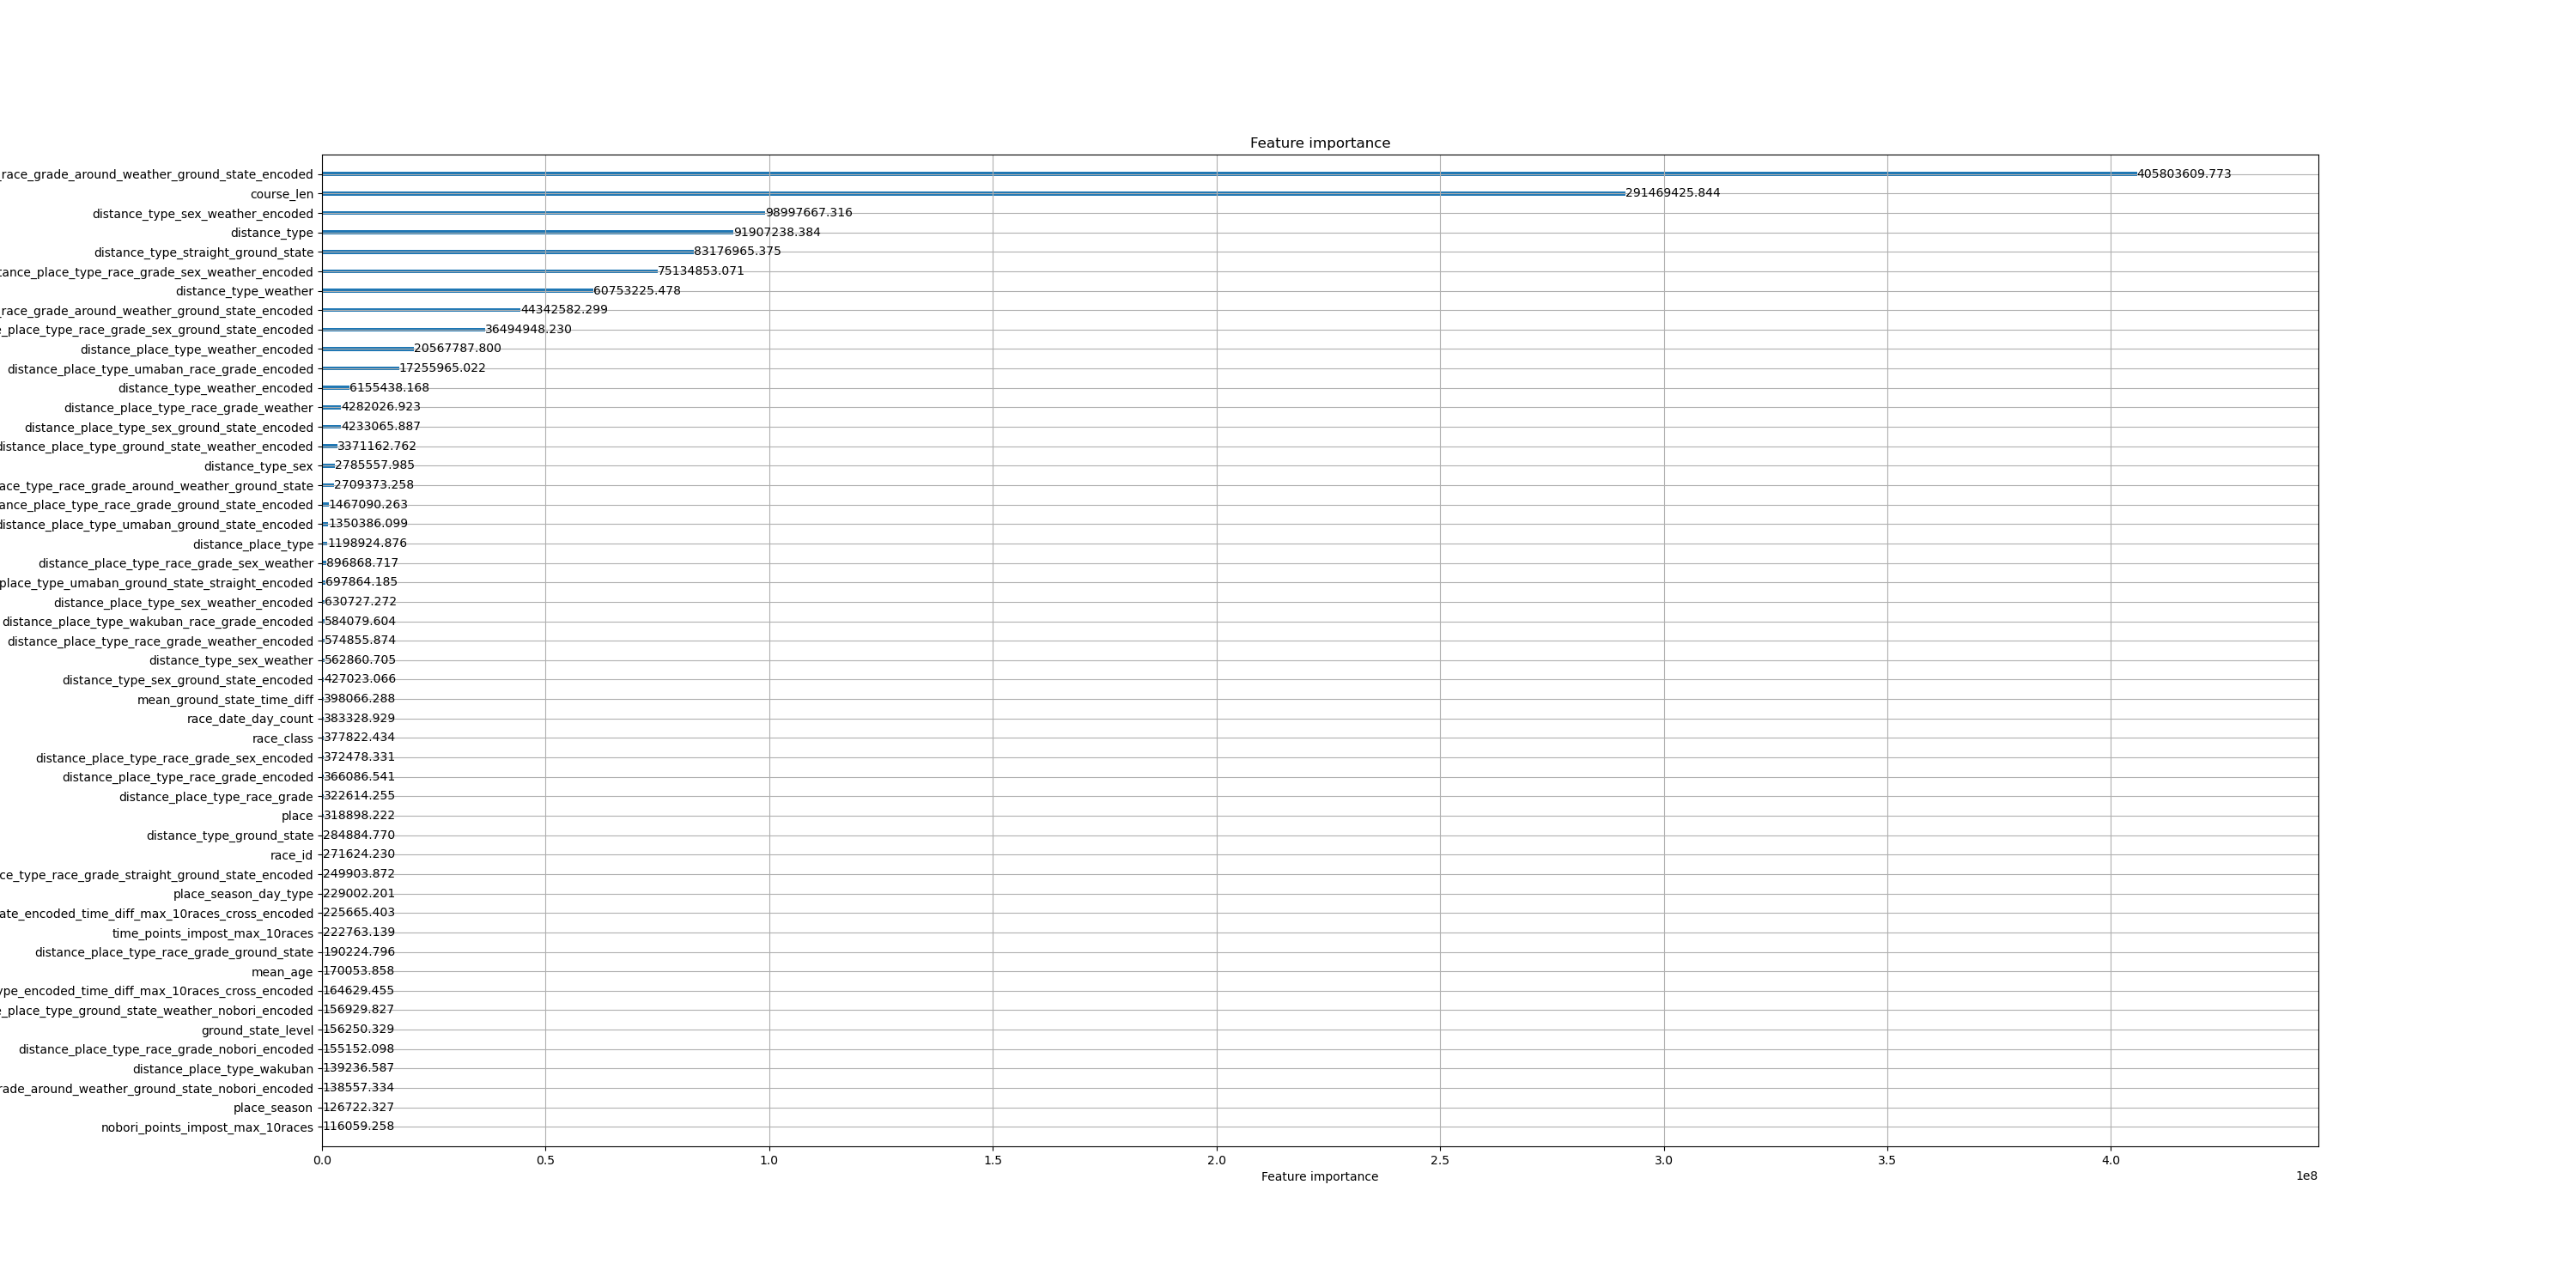 Feature importance
_race_grade_around_weather_ground_state_encoded 405803609.773
course_len 291469425.844
distance_type_sex_weather_encoded 98997667.316
distance_type 91907238.384
distance_type_straight_ground_state 83176965.375
tance_place_type_race_grade_sex_weather_encoded 75134853.071
distance_type_weather 60753225.478
_race_grade_around_weather_ground_state_encoded 44342582.299
_place_type_race_grade_sex_ground_state_encoded 36494948.230
distance_place_type_weather_encoded 20567787.800
distance_place_type_umaban_race_grade_encoded 17255965.022
distance_type_weather_encoded 6155438.168
distance_place_type_race_grade_weather 4282026.923
distance_place_type_sex_ground_state_encoded 4233065.887
distance_place_type_ground_state_weather_encoded 3371162.762
distance_type_sex 2785557.985
ace_type_race_grade_around_weather_ground_state 2709373.258
ance_place_type_race_grade_ground_state_encoded 1467090.263
distance_place_type_umaban_ground_state_encoded 1350386.099
distance_place_type 1198924.876
distance_place_type_race_grade_sex_weather 896868.717
place_type_umaban_ground_state_straight_encoded 697864.185
distance_place_type_sex_weather_encoded 630727.272
distance_place_type_wakuban_race_grade_encoded 584079.604
distance_place_type_race_grade_weather_encoded 574855.874
distance_type_sex_weather 562860.705
distance_type_sex_ground_state_encoded 427023.066
mean_ground_state_time_diff 398066.288
race_date_day_count 383328.929
race_class 377822.434
distance_place_type_race_grade_sex_encoded 372478.331
distance_place_type_race_grade_encoded 366086.541
distance_place_type_race_grade 322614.255
place 318898.222
distance_type_ground_state 284884.770
race_id 271624.230
ce_type_race_grade_straight_ground_state_encoded 249903.872
place_season_day_type 229002.201
ate_encoded_time_diff_max_10races_cross_encoded 225665.403
time_points_impost_max_10races 222763.139
distance_place_type_race_grade_ground_state 190224.796
mean_age 170053.858
ype_encoded_time_diff_max_10races_cross_encoded 164629.455
_place_type_ground_state_weather_nobori_encoded 156929.827
ground_state_level 156250.329
distance_place_type_race_grade_nobori_encoded 155152.098
distance_place_type_wakuban 139236.587
rade_around_weather_ground_state_nobori_encoded 138557.334
place_season 126722.327
nobori_points_impost_max_10races 116059.258
0.0 0.5 1.0 1.5 2.0 2.5 3.0 3.5 4.0
1e8
Feature importance